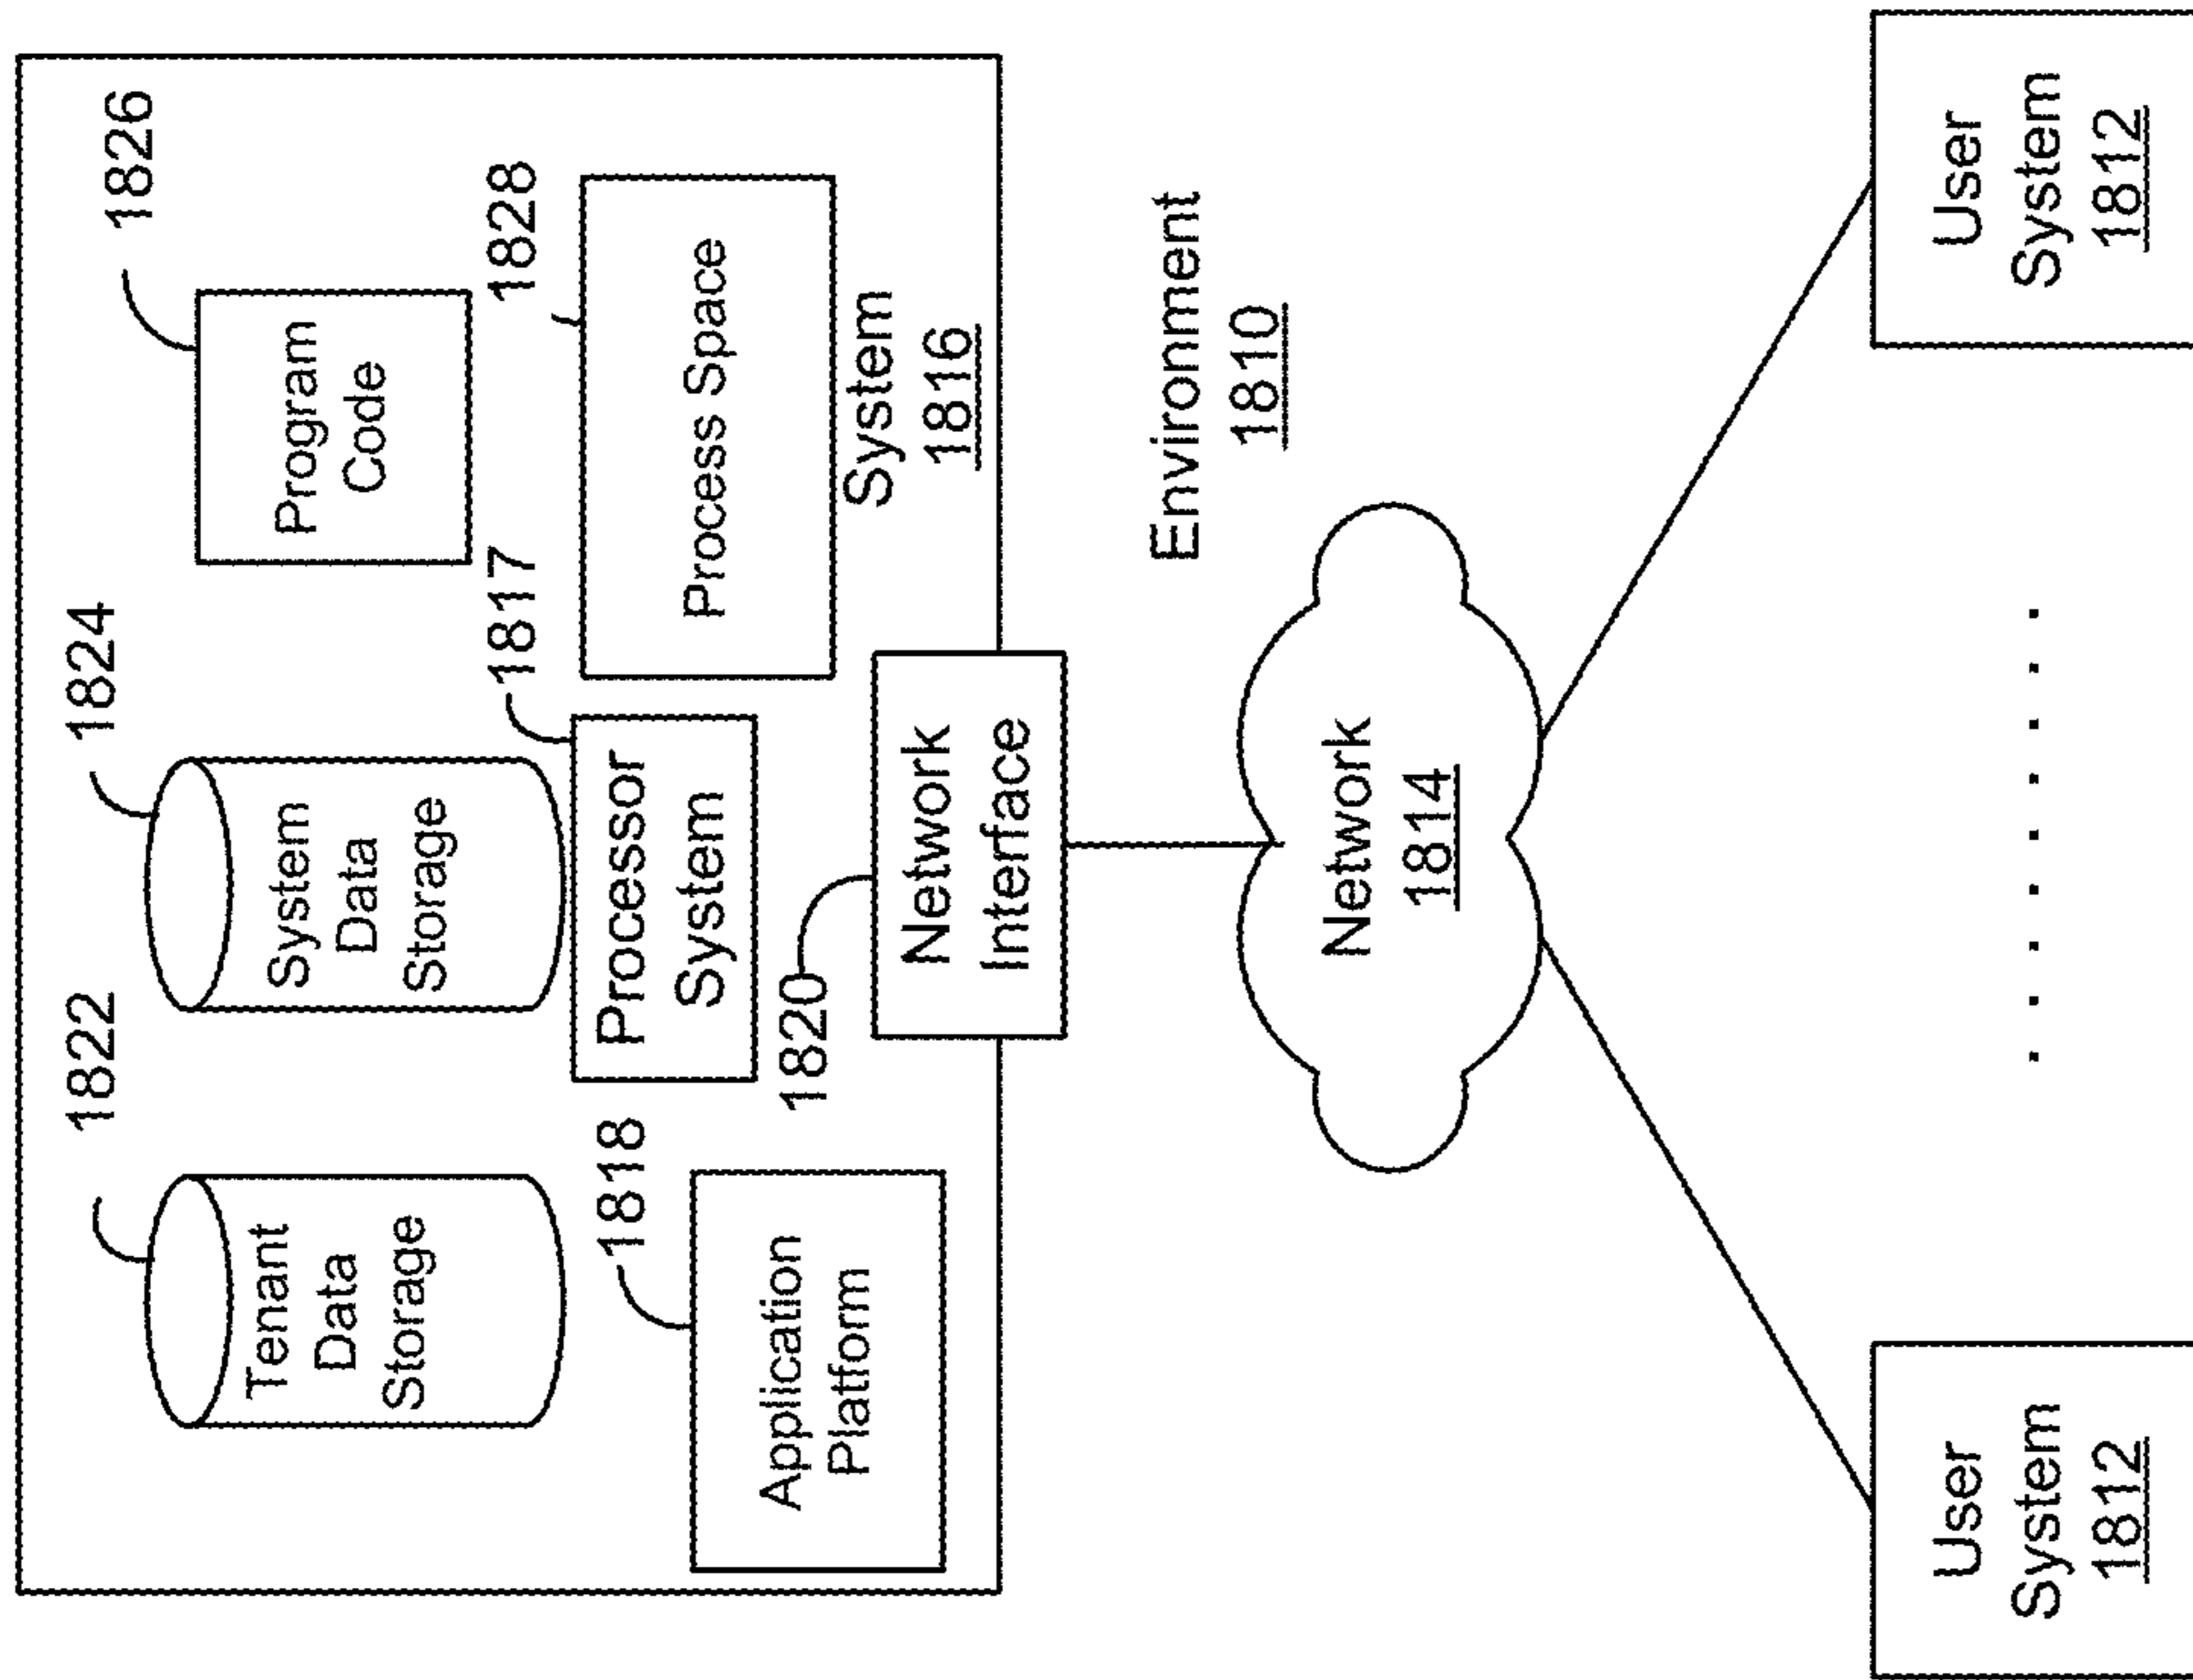 1822
1824
1826
Tenant
Data
Storage
System
Data
Storage
Program
Code
1818
1817
1828
Application
Platform
Processor
System
Process Space
1820
Network
Interface
System
1816
Environment
1810
Network
1814
User
System
1812
. . . . . . . .
User
System
1812